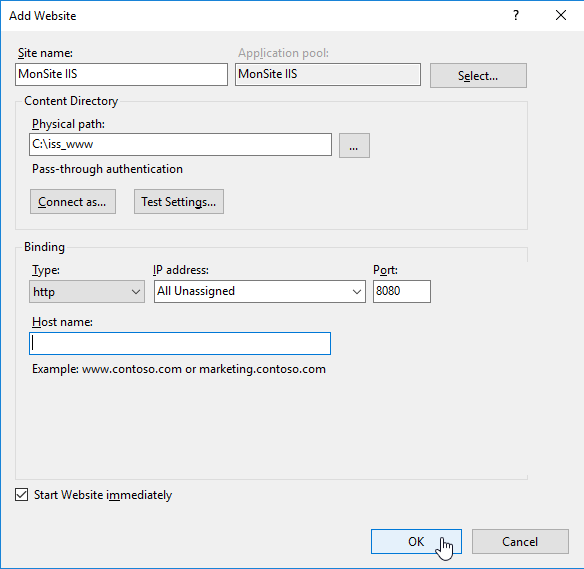 Add Website
?
Site name: Application pool:
MonSite IIS MonSite IIS Select...
Content Directory
Physical path:
C:\iss_www ...
Pass-through authentication
Connect as... Test Settings...
Binding
Type: IP address: Port:
http All Unassigned 8080
Host name:
Example: www.contoso.com or marketing.contoso.com
Start Website immediately
OK Cancel